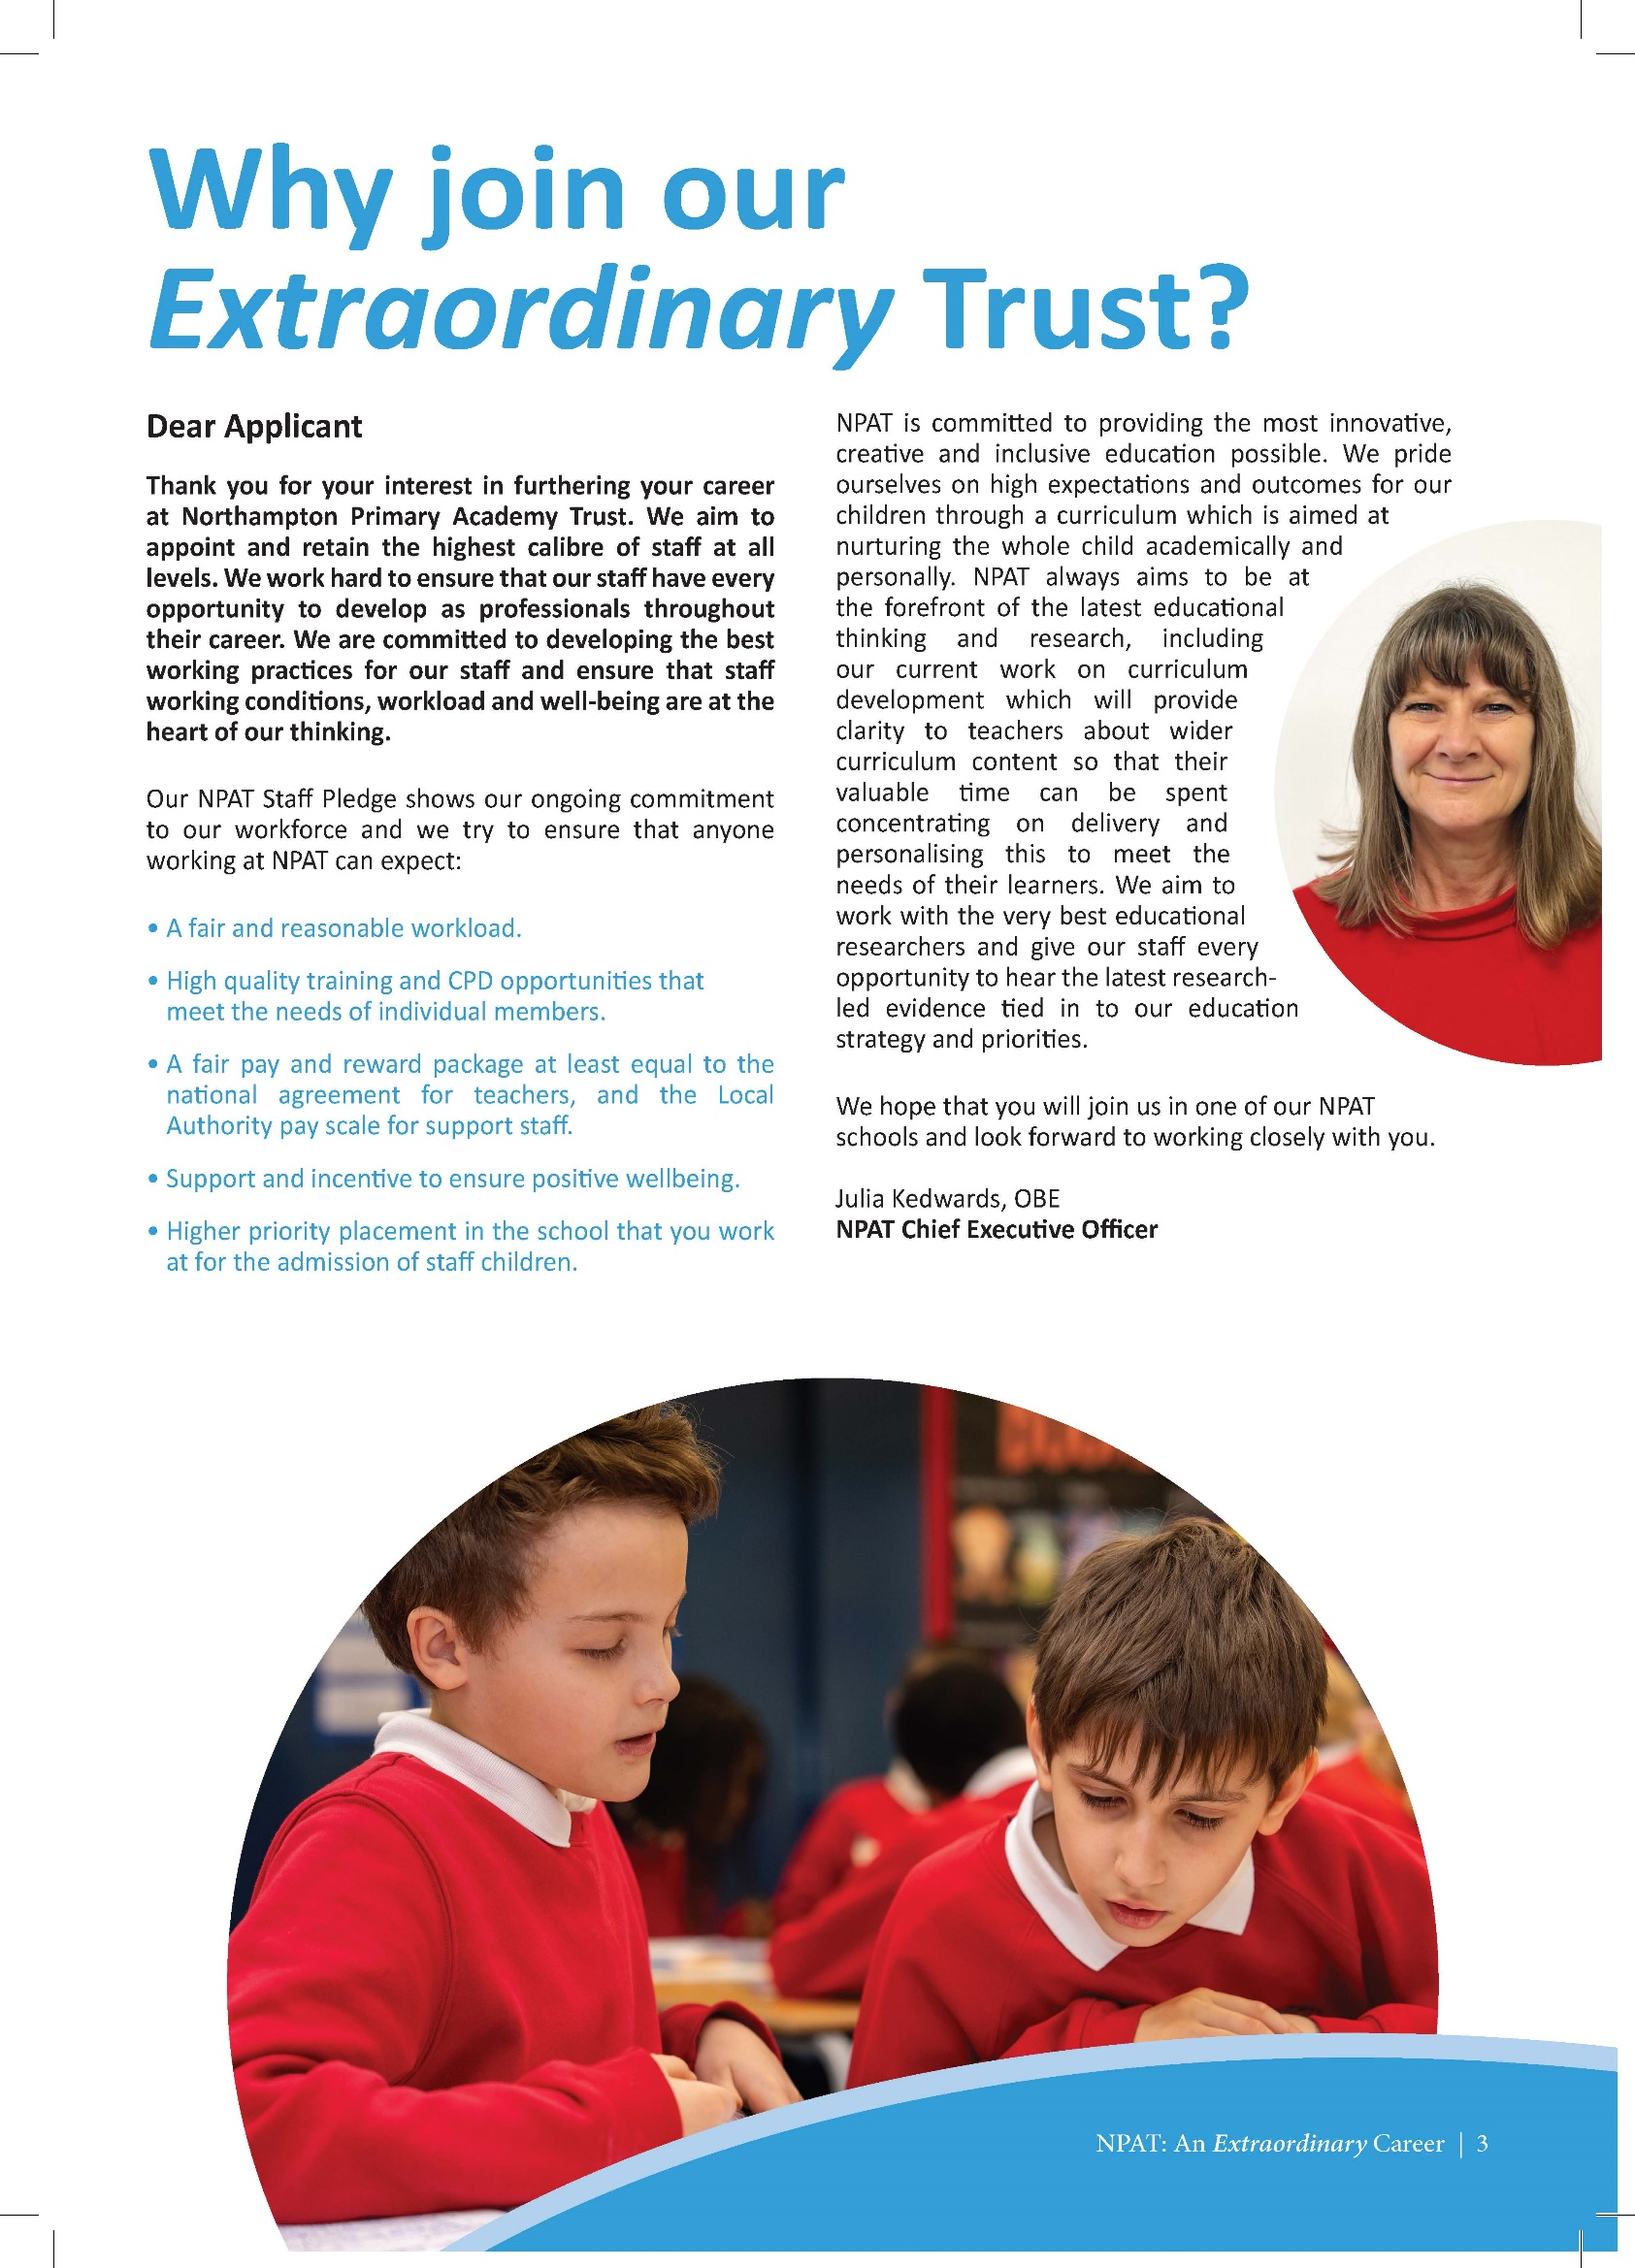 Why join our
Extraordinary Trust?
Dear Applicant
Thank you for your interest in furthering your career
at Northampton Primary Academy Trust. We aim to
appoint and retain the highest calibre of staff at all
levels. We work hard to ensure that our staff have every
opportunity to develop as professionals throughout
their career. We are committed to developing the best
working practices for our staff and ensure that staff
working conditions, workload and well-being are at the
heart of our thinking.
Our NPAT Staff Pledge shows our ongoing commitment
to our workforce and we try to ensure that anyone
working at NPAT can expect:
• A fair and reasonable workload.
• High quality training and CPD opportunities that
meet the needs of individual members.
• A fair pay and reward package at least equal to the
national agreement for teachers, and the Local
Authority pay scale for support staff.
• Support and incentive to ensure positive wellbeing.
• Higher priority placement in the school that you work
at for the admission of staff children.
NPAT is committed to providing the most innovative,
creative and inclusive education possible. We pride
ourselves on high expectations and outcomes for our
children through a curriculum which is aimed at
nurturing the whole child academically and
personally. NPAT always aims to be at
the forefront of the latest educational
thinking and research, including
our current work on curriculum
development which will provide
clarity to teachers about wider
curriculum content so that their
valuable time can be spent
concentrating on delivery and
personalising this to meet the
needs of their learners. We aim to
work with the very best educational
researchers and give our staff every
opportunity to hear the latest research-
led evidence tied in to our education
strategy and priorities.
We hope that you will join us in one of our NPAT
schools and look forward to working closely with you.
Julia Kedwards, OBE
NPAT Chief Executive Officer
NPAT: An Extraordinary Career | 3